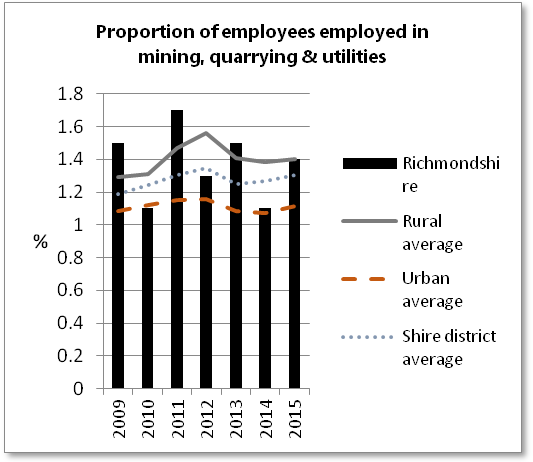 Proportion of employees employed in
mining, quarrying & utilities
1.8
1.6
1.4
1.2
1
0.8
0.6
0.4
0.2
0
%
2009
2010
2011
2012
2013
2014
2015
Richmondshi
re
Rural
average
Urban
average
Shire district
average